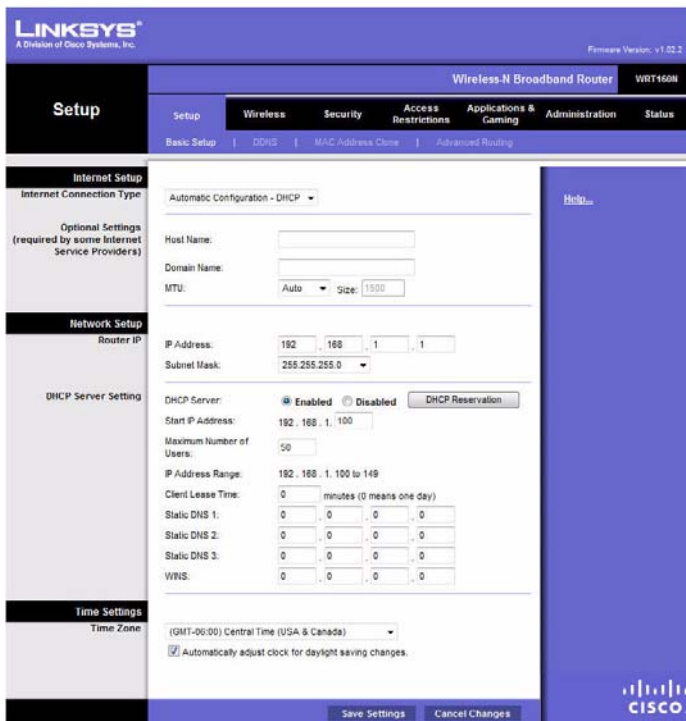 LINKSYS®
A Division of Cisco Systems, Inc.
Firmware Version: v1.02.2
Wireless-N Broadband Router WRT160N
Setup
Setup Wireless Security Access Restrictions Applications & Gaming Administration Status
Basic Setup | DDNS | MAC Address Clone | Advanced Routing
Internet Setup
Internet Connection Type
Automatic Configuration - DHCP
Help...
Optional Settings
(required by some Internet
Service Providers)
Host Name:
Domain Name:
MTU: Auto Size: 1500
Network Setup
Router IP
IP Address: 192 . 168 . 1 . 1
Subnet Mask: 255.255.255.0
DHCP Server Setting
DHCP Server: Enabled Disabled DHCP Reservation
Start IP Address: 192 . 168 . 1. 100
Maximum Number of
Users: 50
IP Address Range: 192 . 168 . 1. 100 to 149
Client Lease Time: 0 minutes (0 means one day)
Static DNS 1: 0 . 0 . 0 . 0
Static DNS 2: 0 . 0 . 0 . 0
Static DNS 3: 0 . 0 . 0 . 0
WINS: 0 . 0 . 0 . 0
Time Settings
Time Zone
(GMT-06:00) Central Time (USA & Canada)
Automatically adjust clock for daylight saving changes.
Save Settings Cancel Changes
CISCO